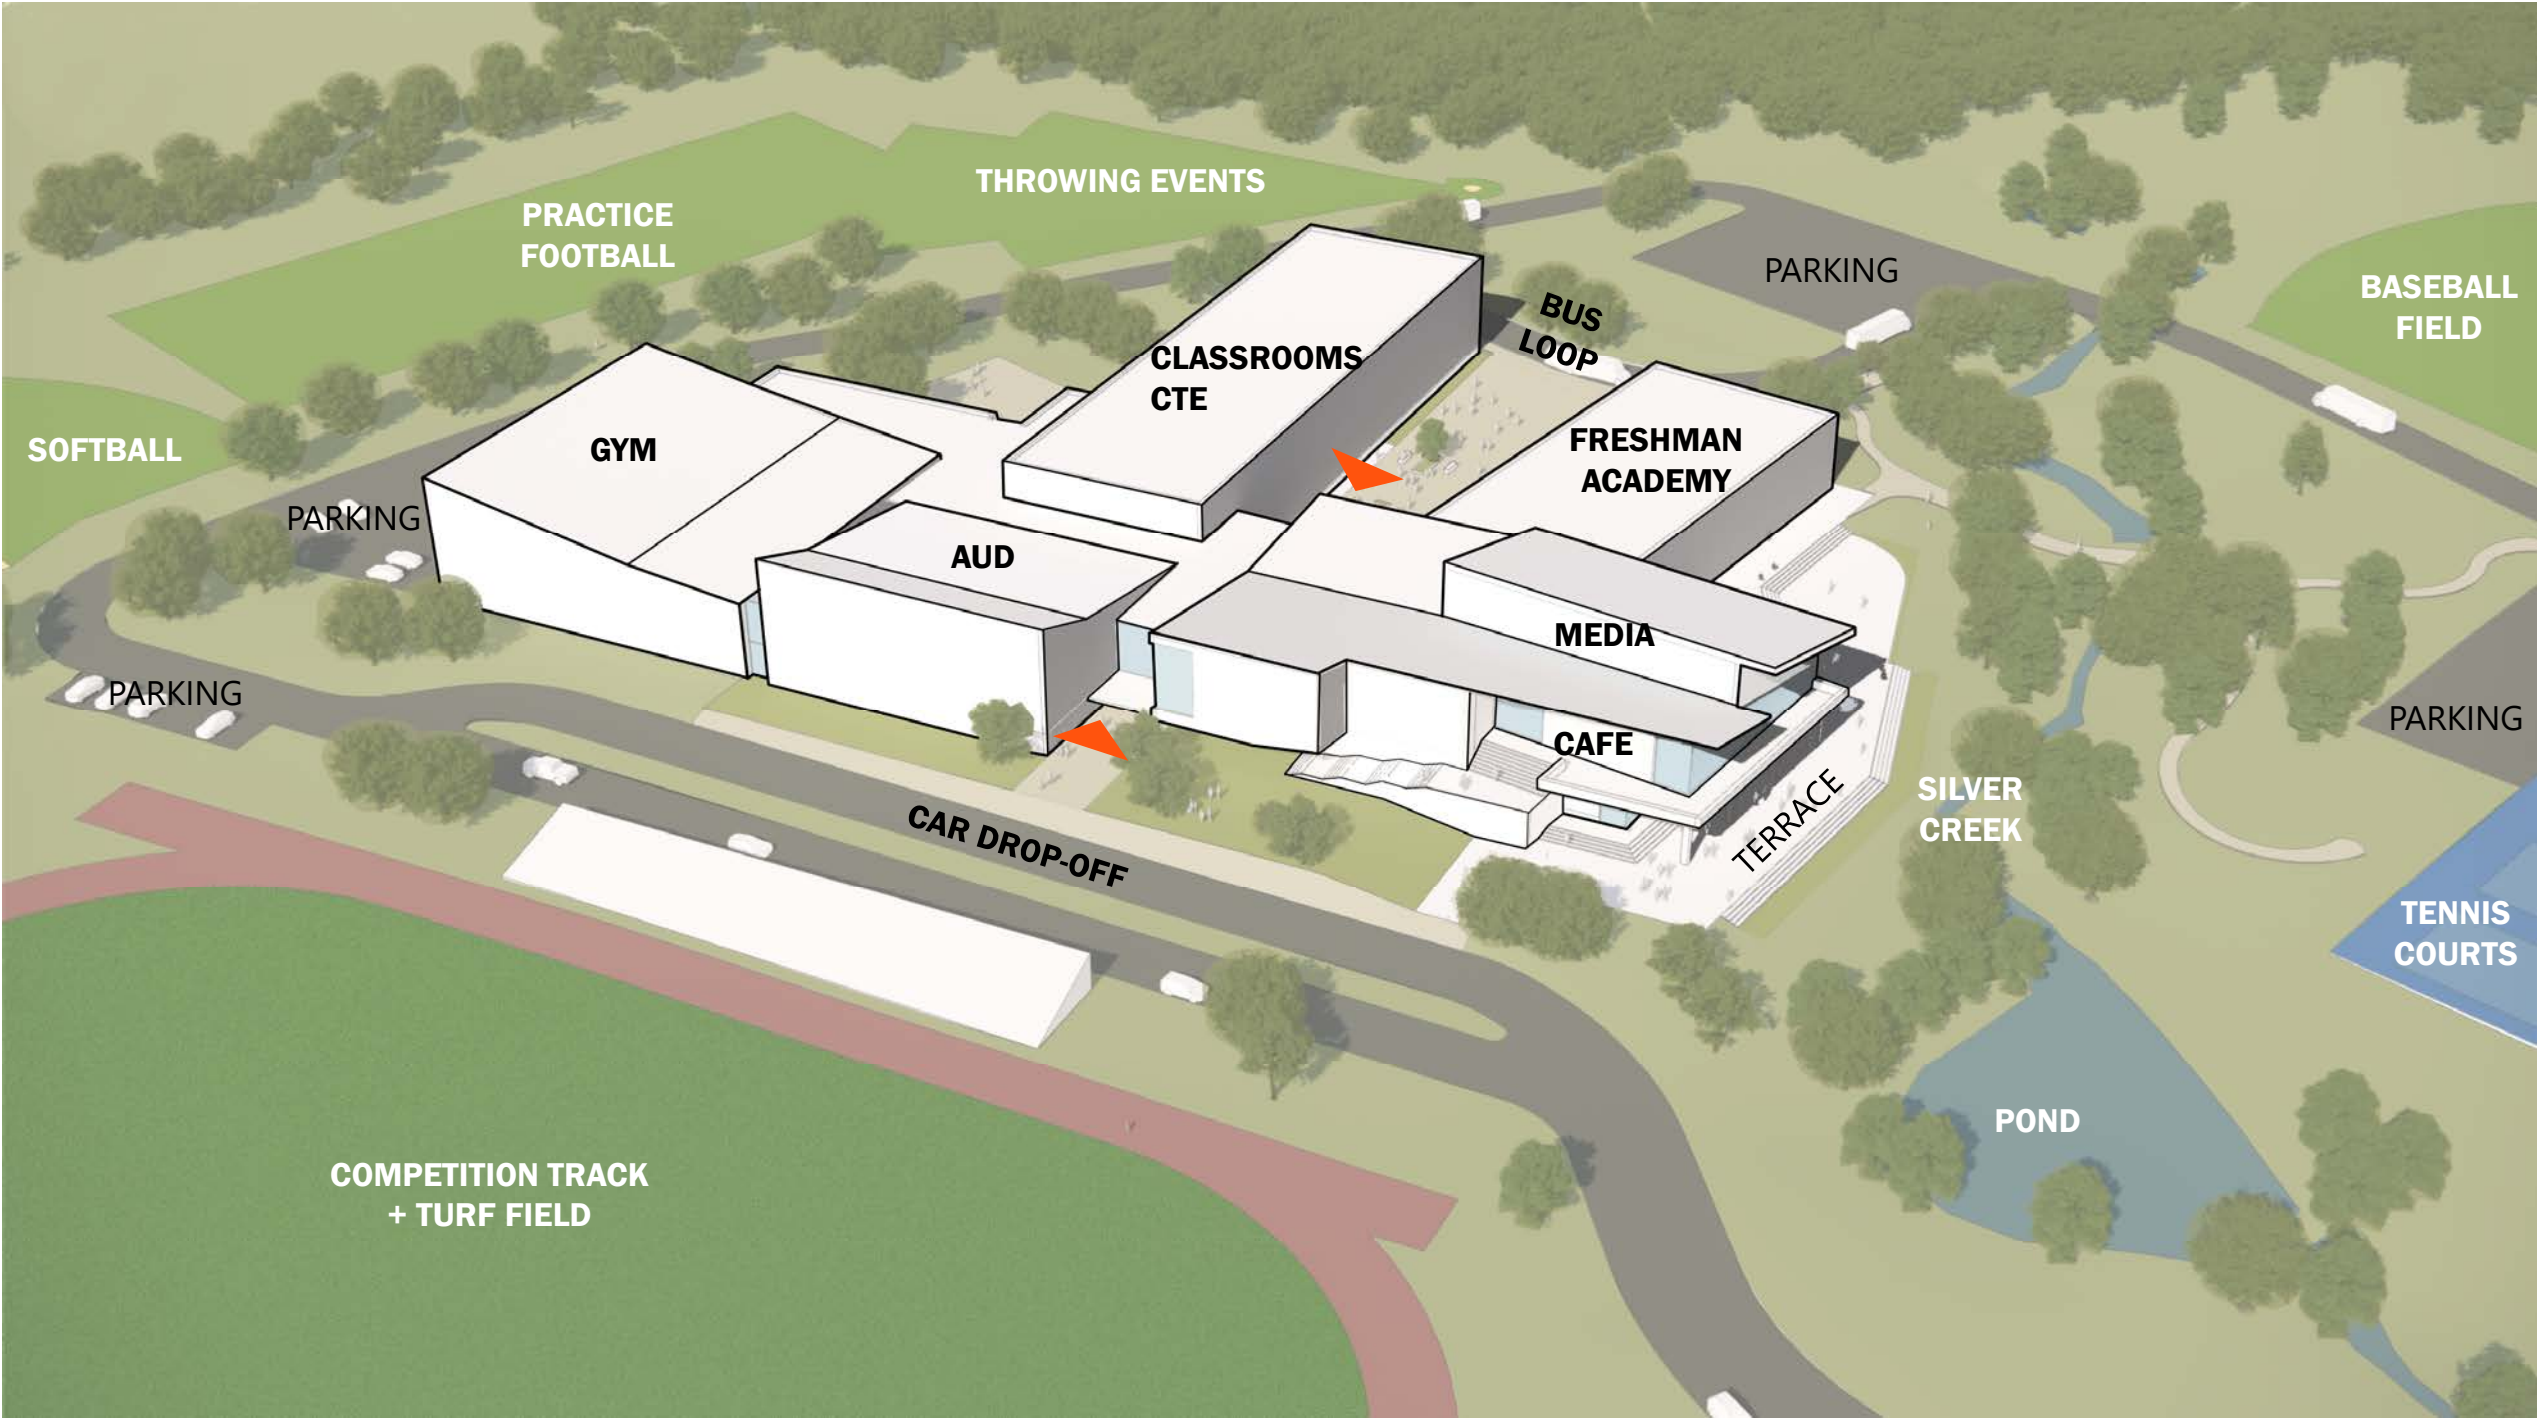 THROWING EVENTS
PRACTICE
FOOTBALL
PARKING
BUS
LOOP
BASEBALL
FIELD
CLASSROOMS
CTE
GYM
FRESHMAN
ACADEMY
SOFTBALL
PARKING
AUD
MEDIA
PARKING
CAFE
PARKING
TERRACE
SILVER
CREEK
CAR DROP-OFF
TENNIS
COURTS
POND
COMPETITION TRACK
+ TURF FIELD